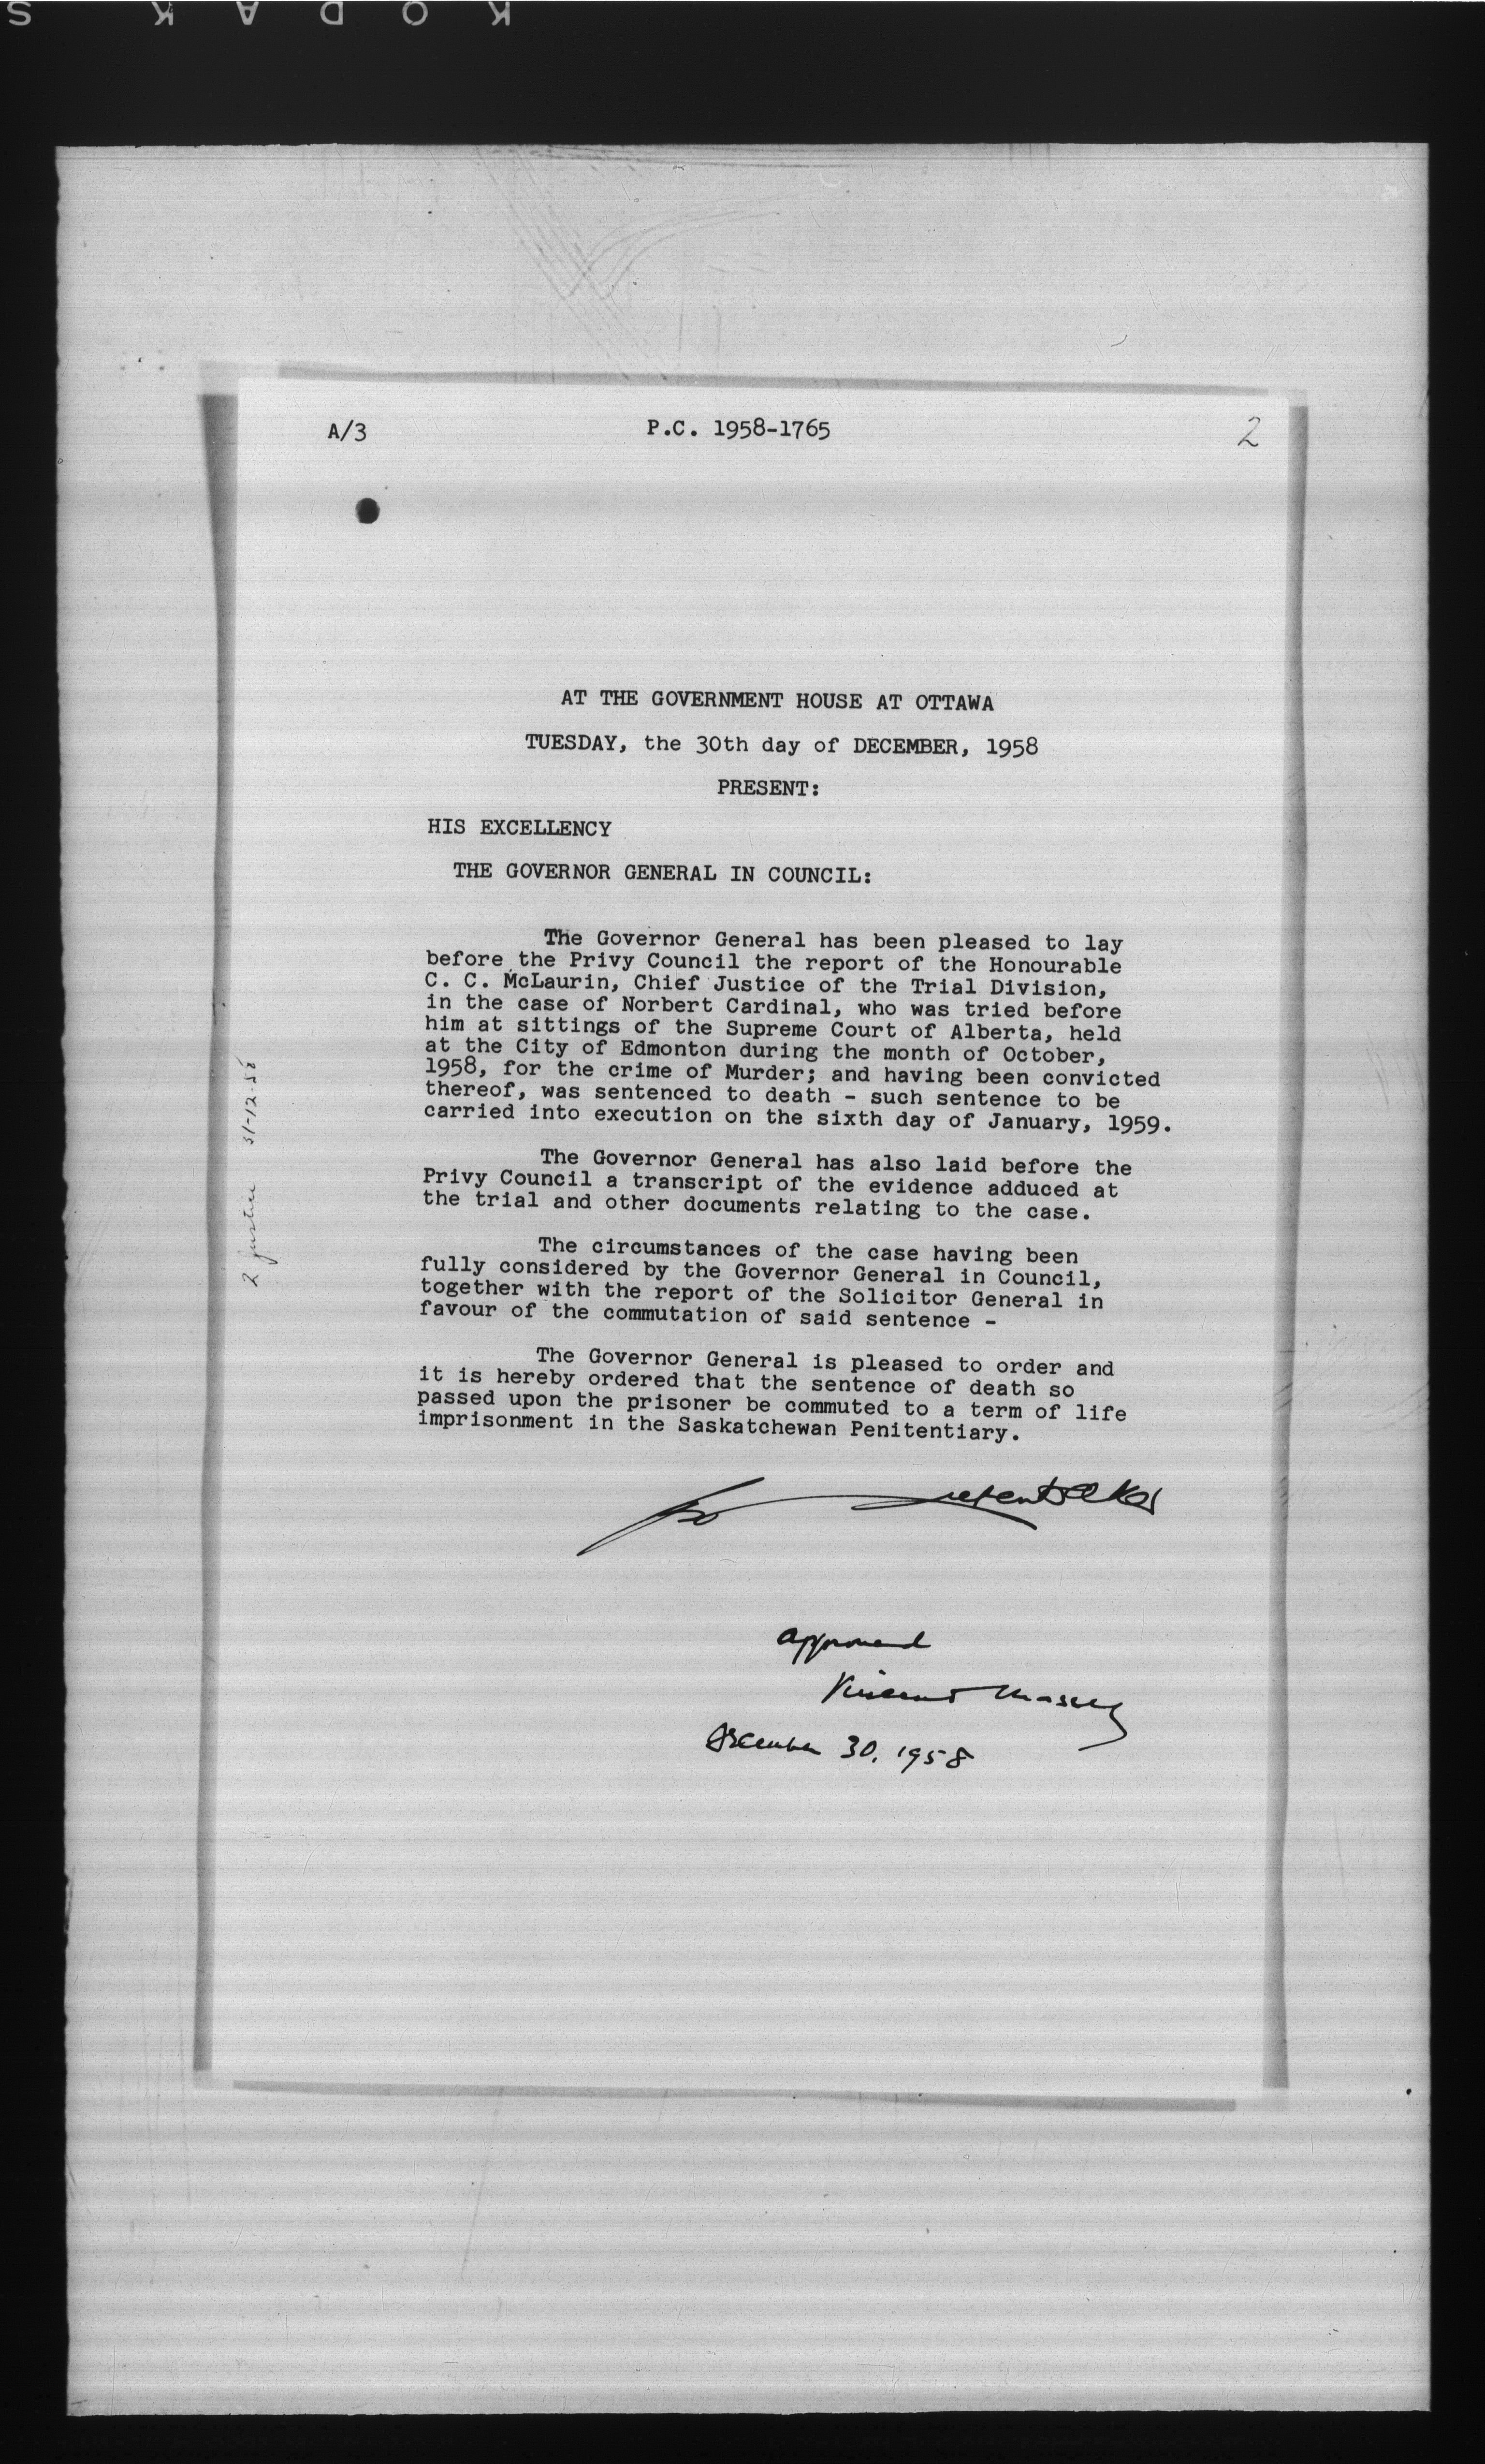 KODAK S
A/3
P.C. 1958-1765
2
AT THE GOVERNMENT HOUSE AT OTTAWA
TUESDAY, the 30th day of DECEMBER, 1958
PRESENT:
HIS EXCELLENCY
THE GOVERNOR GENERAL IN COUNCIL:
The Governor General has been pleased to lay
before the Privy Council the report of the Honourable
C. C. McLaurin, Chief Justice of the Trial Division,
in the case of Norbert Cardinal, who was tried before
him at sittings of the Supreme Court of Alberta, held
at the City of Edmonton during the month of October,
1958, for the crime of Murder; and having been convicted
thereof, was sentenced to death - such sentence to be
carried into execution on the sixth day of January, 1959.
The Governor General has also laid before the
Privy Council a transcript of the evidence adduced at
the trial and other documents relating to the case.
The circumstances of the case having been
fully considered by the Governor General in Council,
together with the report of the Solicitor General in
favour of the commutation of said sentence -
The Governor General is pleased to order and
it is hereby ordered that the sentence of death so
passed upon the prisoner be commuted to a term of life
imprisonment in the Saskatchewan Penitentiary.
Diefenbaker
approved
Vincent Massey
December 30, 1958
2 Justice 31-12-58